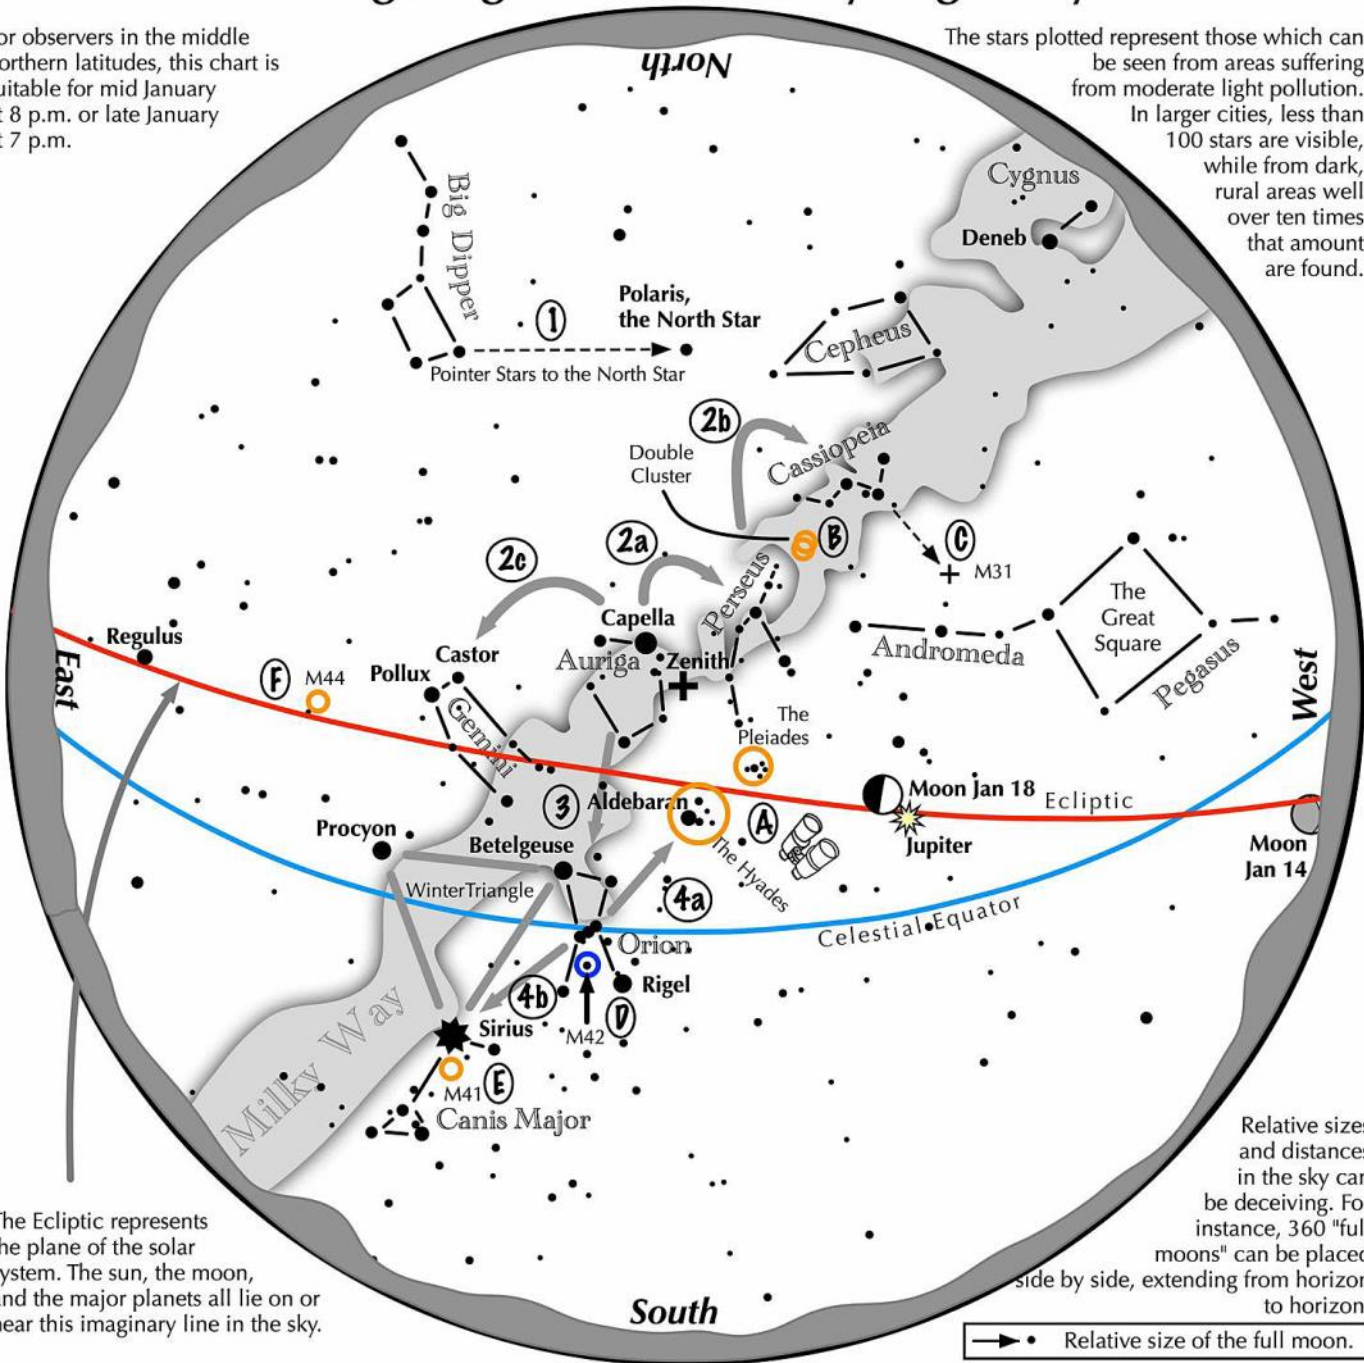 or observers in the middle
orthern latitudes, this chart is
uitable for mid January
t 8 p.m. or late January
t 7 p.m.
The stars plotted represent those which can
be seen from areas suffering
from moderate light pollution.
In larger cities, less than
100 stars are visible,
while from dark,
rural areas well
over ten times
that amount
are found.
North
Big Dipper
Cygnus
Deneb
1
Polaris,
the North Star
Pointer Stars to the North Star
Cepheus
2b
Double
Cluster
Cassiopeia
B
C
M31
2c
2a
Perseus
The
Great
Square
Capella
Auriga
Zenith
Andromeda
Pegasus
Regulus
East
West
F
M44
Castor
Pollux
Gemini
The
Pleiades
3
Aldebaran
A
The Hyades
Moon Jan 18
Ecliptic
Jupiter
Moon
Jan 14
Procyon
Betelgeuse
WinterTriangle
4a
Celestial Equator
Orion
4b
Rigel
D
M42
Sirius
M41
E
Canis Major
Milky Way
The Ecliptic represents
the plane of the solar
ystem. The sun, the moon,
and the major planets all lie on or
near this imaginary line in the sky.
South
Relative sizes
and distances
in the sky can
be deceiving. Fo
instance, 360 "ful
moons" can be placed
side by side, extending from horizon
to horizon
Relative size of the full moon.